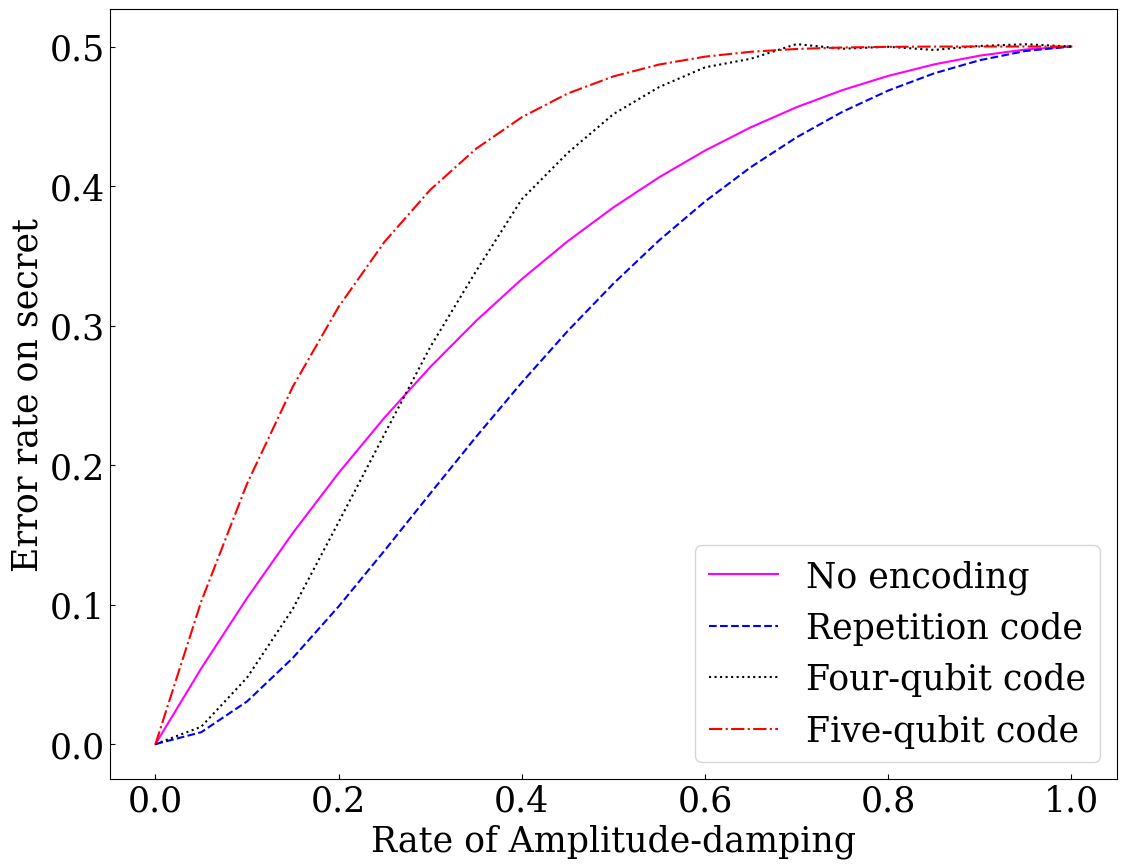 Error rate on secret
0.5
0.4
0.3
0.2
0.1
0.0
No encoding
Repetition code
Four-qubit code
Five-qubit code
0.0 0.2 0.4 0.6 0.8 1.0
Rate of Amplitude-damping